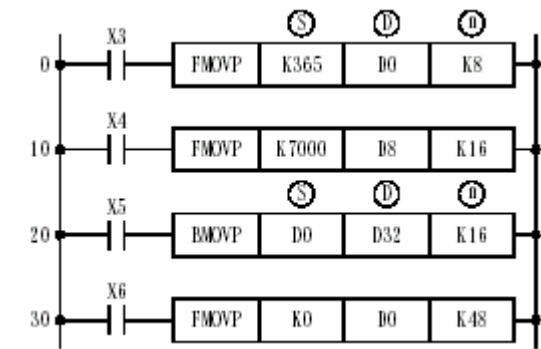 Ⓢ Ⓓ ⓝ
X3
0 FMOVP K365 D0 K8
X4
10 FMOVP K7000 D8 K16
Ⓢ Ⓓ ⓝ
X5
20 BMOVP D0 D32 K16
X6
30 FMOVP K0 D0 K48